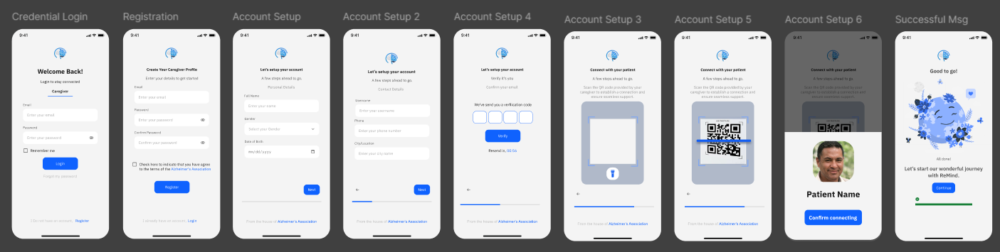 Credential Login
9:41
Welcome Back!
Login to stay connected
Caregiver
Email
Enter your email
Password
Enter your password
Remember me
Login
Forgot my password
I Do not have an account, Register
Registration
9:41
Create Your Caregiver Profile
Enter your details to get started
Email
Enter your email
Password
Enter your password
Confirm Password
Confirm your password
Check here to indicate that you have agree
to the terms of the Alzheimer's Association
Register
I already have an account, Login
Account Setup
9:41
Let's setup your account
A few steps ahead to go.
Personal Details
Full Name
Enter your name
Gender
Select your Gender
Date of Birth
mm/dd/yyyy
Next
From the house of Alzheimer's Association
Account Setup 2
9:41
Let's setup your account
A few steps ahead to go.
Contact Details
Username
Enter your username
Phone
Enter your phone number
City/Location
Enter your city name
Next
From the house of Alzheimer's Association
Account Setup 4
9:41
Let's setup your account
Verify it's you
Confirm your email
We've send you a verification code
Verify
Resend in, 00:56
Account Setup 3
9:41
Connect with your patient
A few steps ahead to go.
Scan the QR code provided by your
caregiver to establish a connection and
ensure seamless support.
From the house of Alzheimer's Association
Account Setup 5
9:41
Connect with your patient
A few steps ahead to go.
Scan the QR code provided by your
caregiver to establish a connection and
ensure seamless support.
From the house of Alzheimer's Association
Account Setup 6
9:41
Connect with your patient
A few steps ahead to go.
Scan the QR code provided by your
caregiver to establish a connection and
ensure seamless support.
Patient Name
Confirm connecting
Successful Msg
9:41
Good to go!
All done!
Let's start our wonderful journey
with ReMind.
Continue